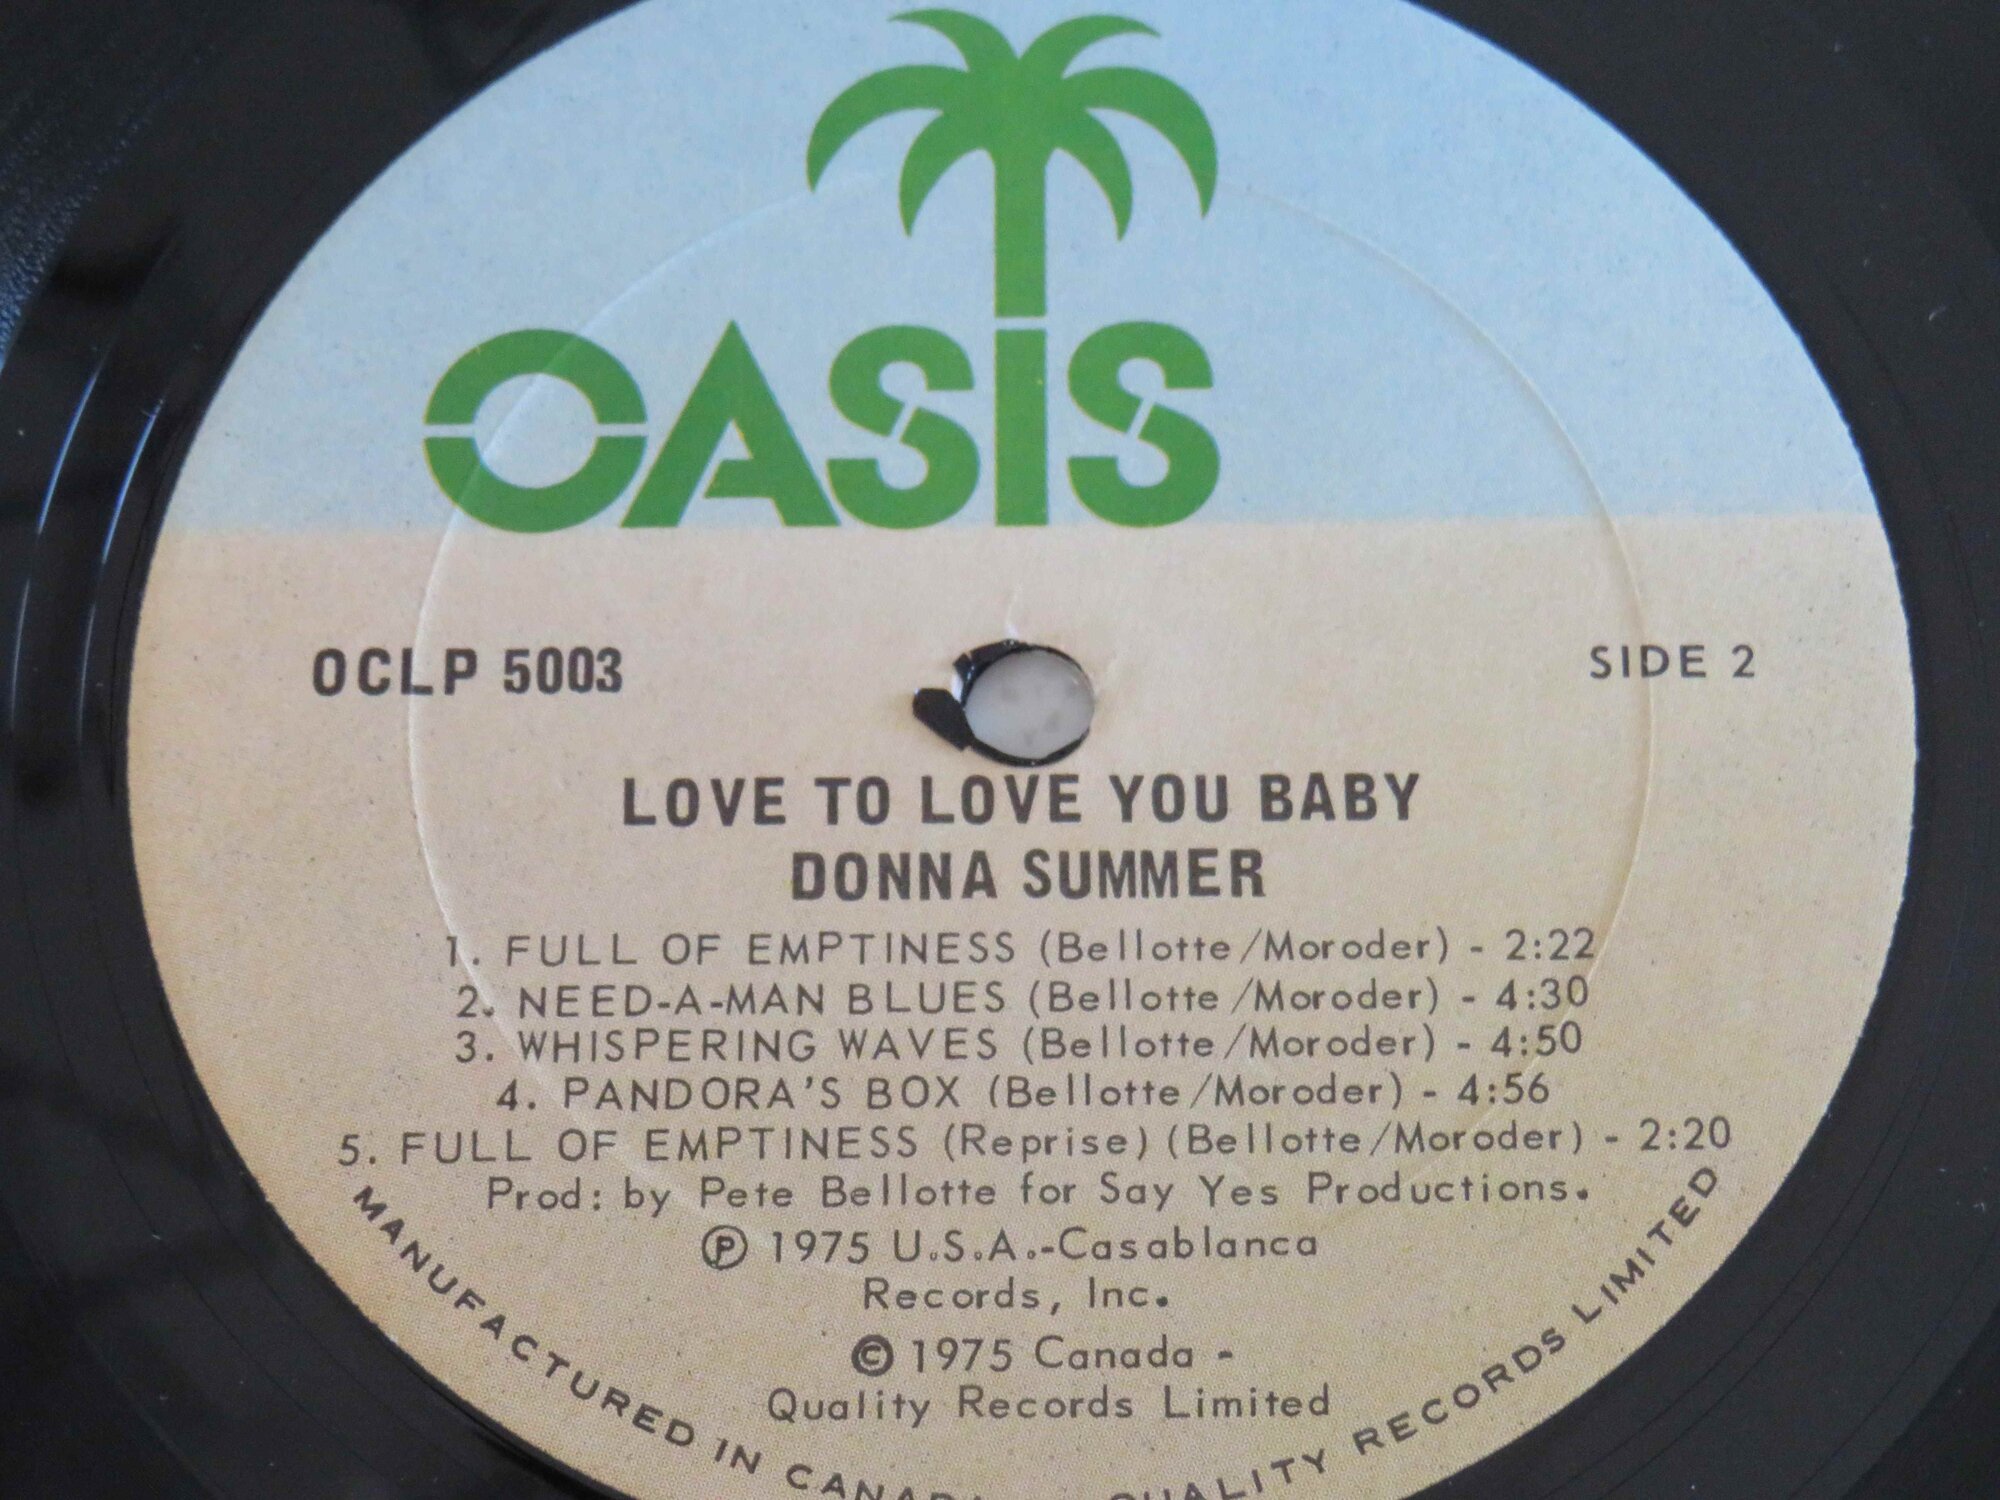 OASIS
OCLP 5003
SIDE 2
LOVE TO LOVE YOU BABY
DONNA SUMMER
1. FULL OF EMPTINESS (Bellotte/Moroder) - 2:22
2. NEED-A-MAN BLUES (Bellotte/Moroder) - 4:30
3. WHISPERING WAVES (Bellotte/Moroder) - 4:50
4. PANDORA'S BOX (Bellotte/Moroder) - 4:56
5. FULL OF EMPTINESS (Reprise) (Bellotte/Moroder) - 2:20
Prod: by Pete Bellotte for Say Yes Productions.
Ⓟ 1975 U.S.A.-Casablanca
Records, Inc.
© 1975 Canada -
Quality Records Limited
MANUFACTURED IN CANADA QUALITY RECORDS LIMITED